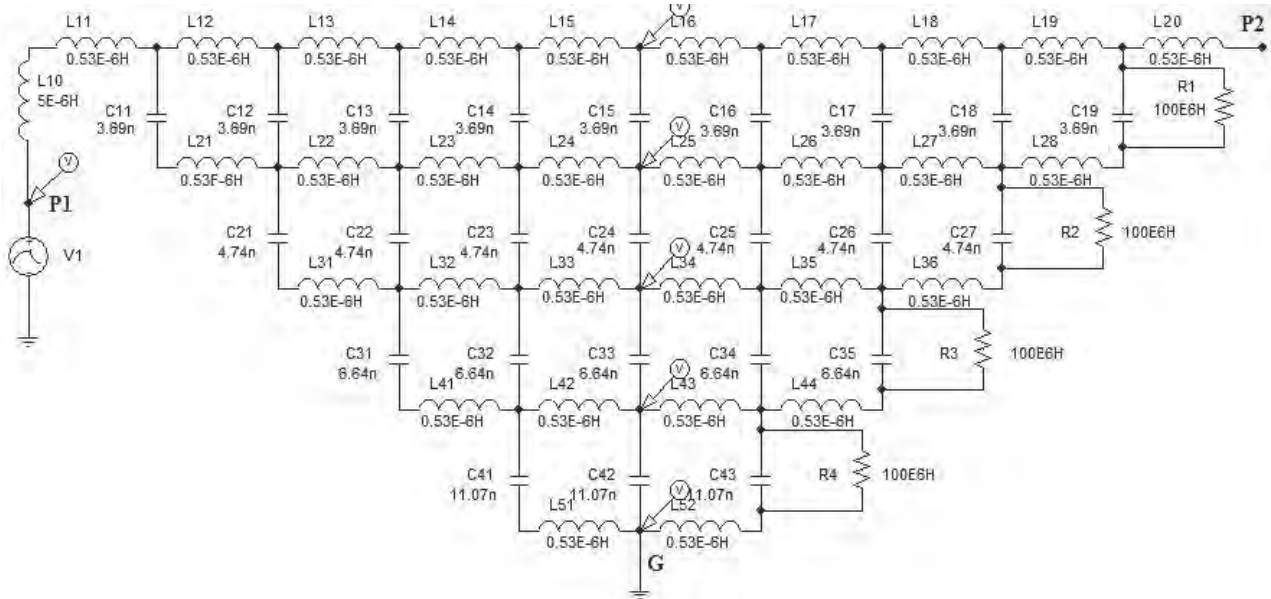 L11 L12 L13 L14 L15 V L16 L17 L18 L19 L20 P2
0.53E-6H 0.53E-6H 0.53E-6H 0.53E-6H 0.53E-6H 0.53E-6H 0.53E-6H 0.53E-6H 0.53E-6H 0.53E-6H
L10
5E-6H
C11 C12 C13 C14 C15 C16 C17 C18 C19 R1
3.69n 3.69n 3.69n 3.69n 3.69n 3.69n 3.69n 3.69n 3.69n 100E6H
L21 L22 L23 L24 V L25 L26 L27 L28
0.53E-6H 0.53E-6H 0.53E-6H 0.53E-6H 0.53E-6H 0.53E-6H 0.53E-6H 0.53E-6H
V
P1
V1
C21 C22 C23 C24 C25 C26 C27 R2 100E6H
4.74n 4.74n 4.74n 4.74n 4.74n 4.74n 4.74n
L31 L32 L33 V L34 L35 L36
0.53E-6H 0.53E-6H 0.53E-6H 0.53E-6H 0.53E-6H 0.53E-6H
C31 C32 C33 C34 C35 R3 100E6H
6.64n 6.64n 6.64n 6.64n 6.64n
L41 L42 V L43 L44
0.53E-6H 0.53E-6H 0.53E-6H 0.53E-6H
C41 C42 C43 R4 100E6H
11.07n 11.07n 11.07n
L51 V L52
0.53E-6H 0.53E-6H
G